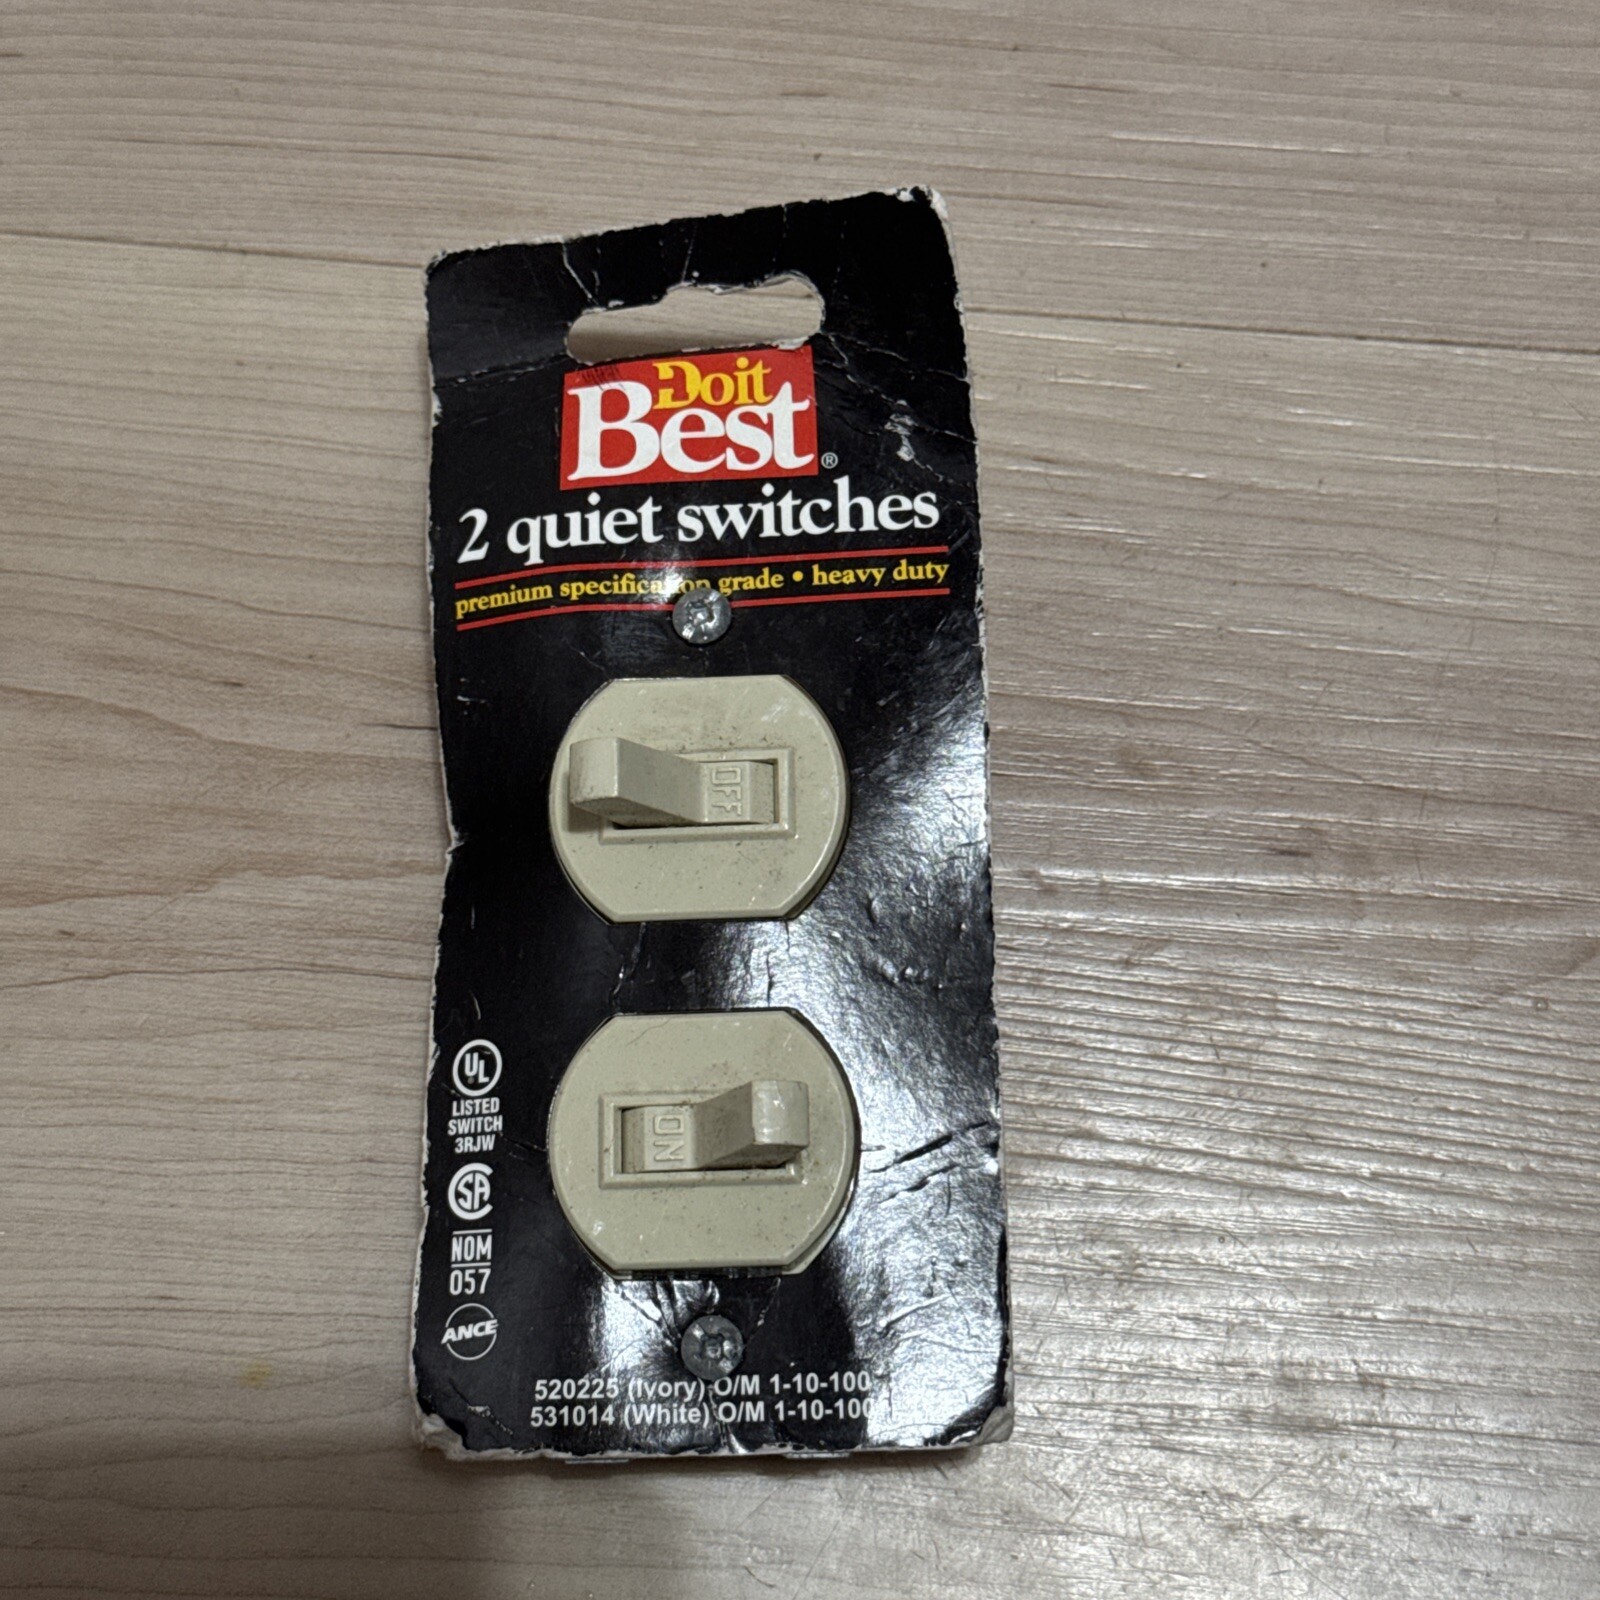 Do it
Best®
2 quiet switches
premium specification grade • heavy duty
OFF
ON
UL
LISTED
SWITCH
3RJW
SA
NOM
057
ANCE
520225 (Ivory) O/M 1-10-100
531014 (White) O/M 1-10-100